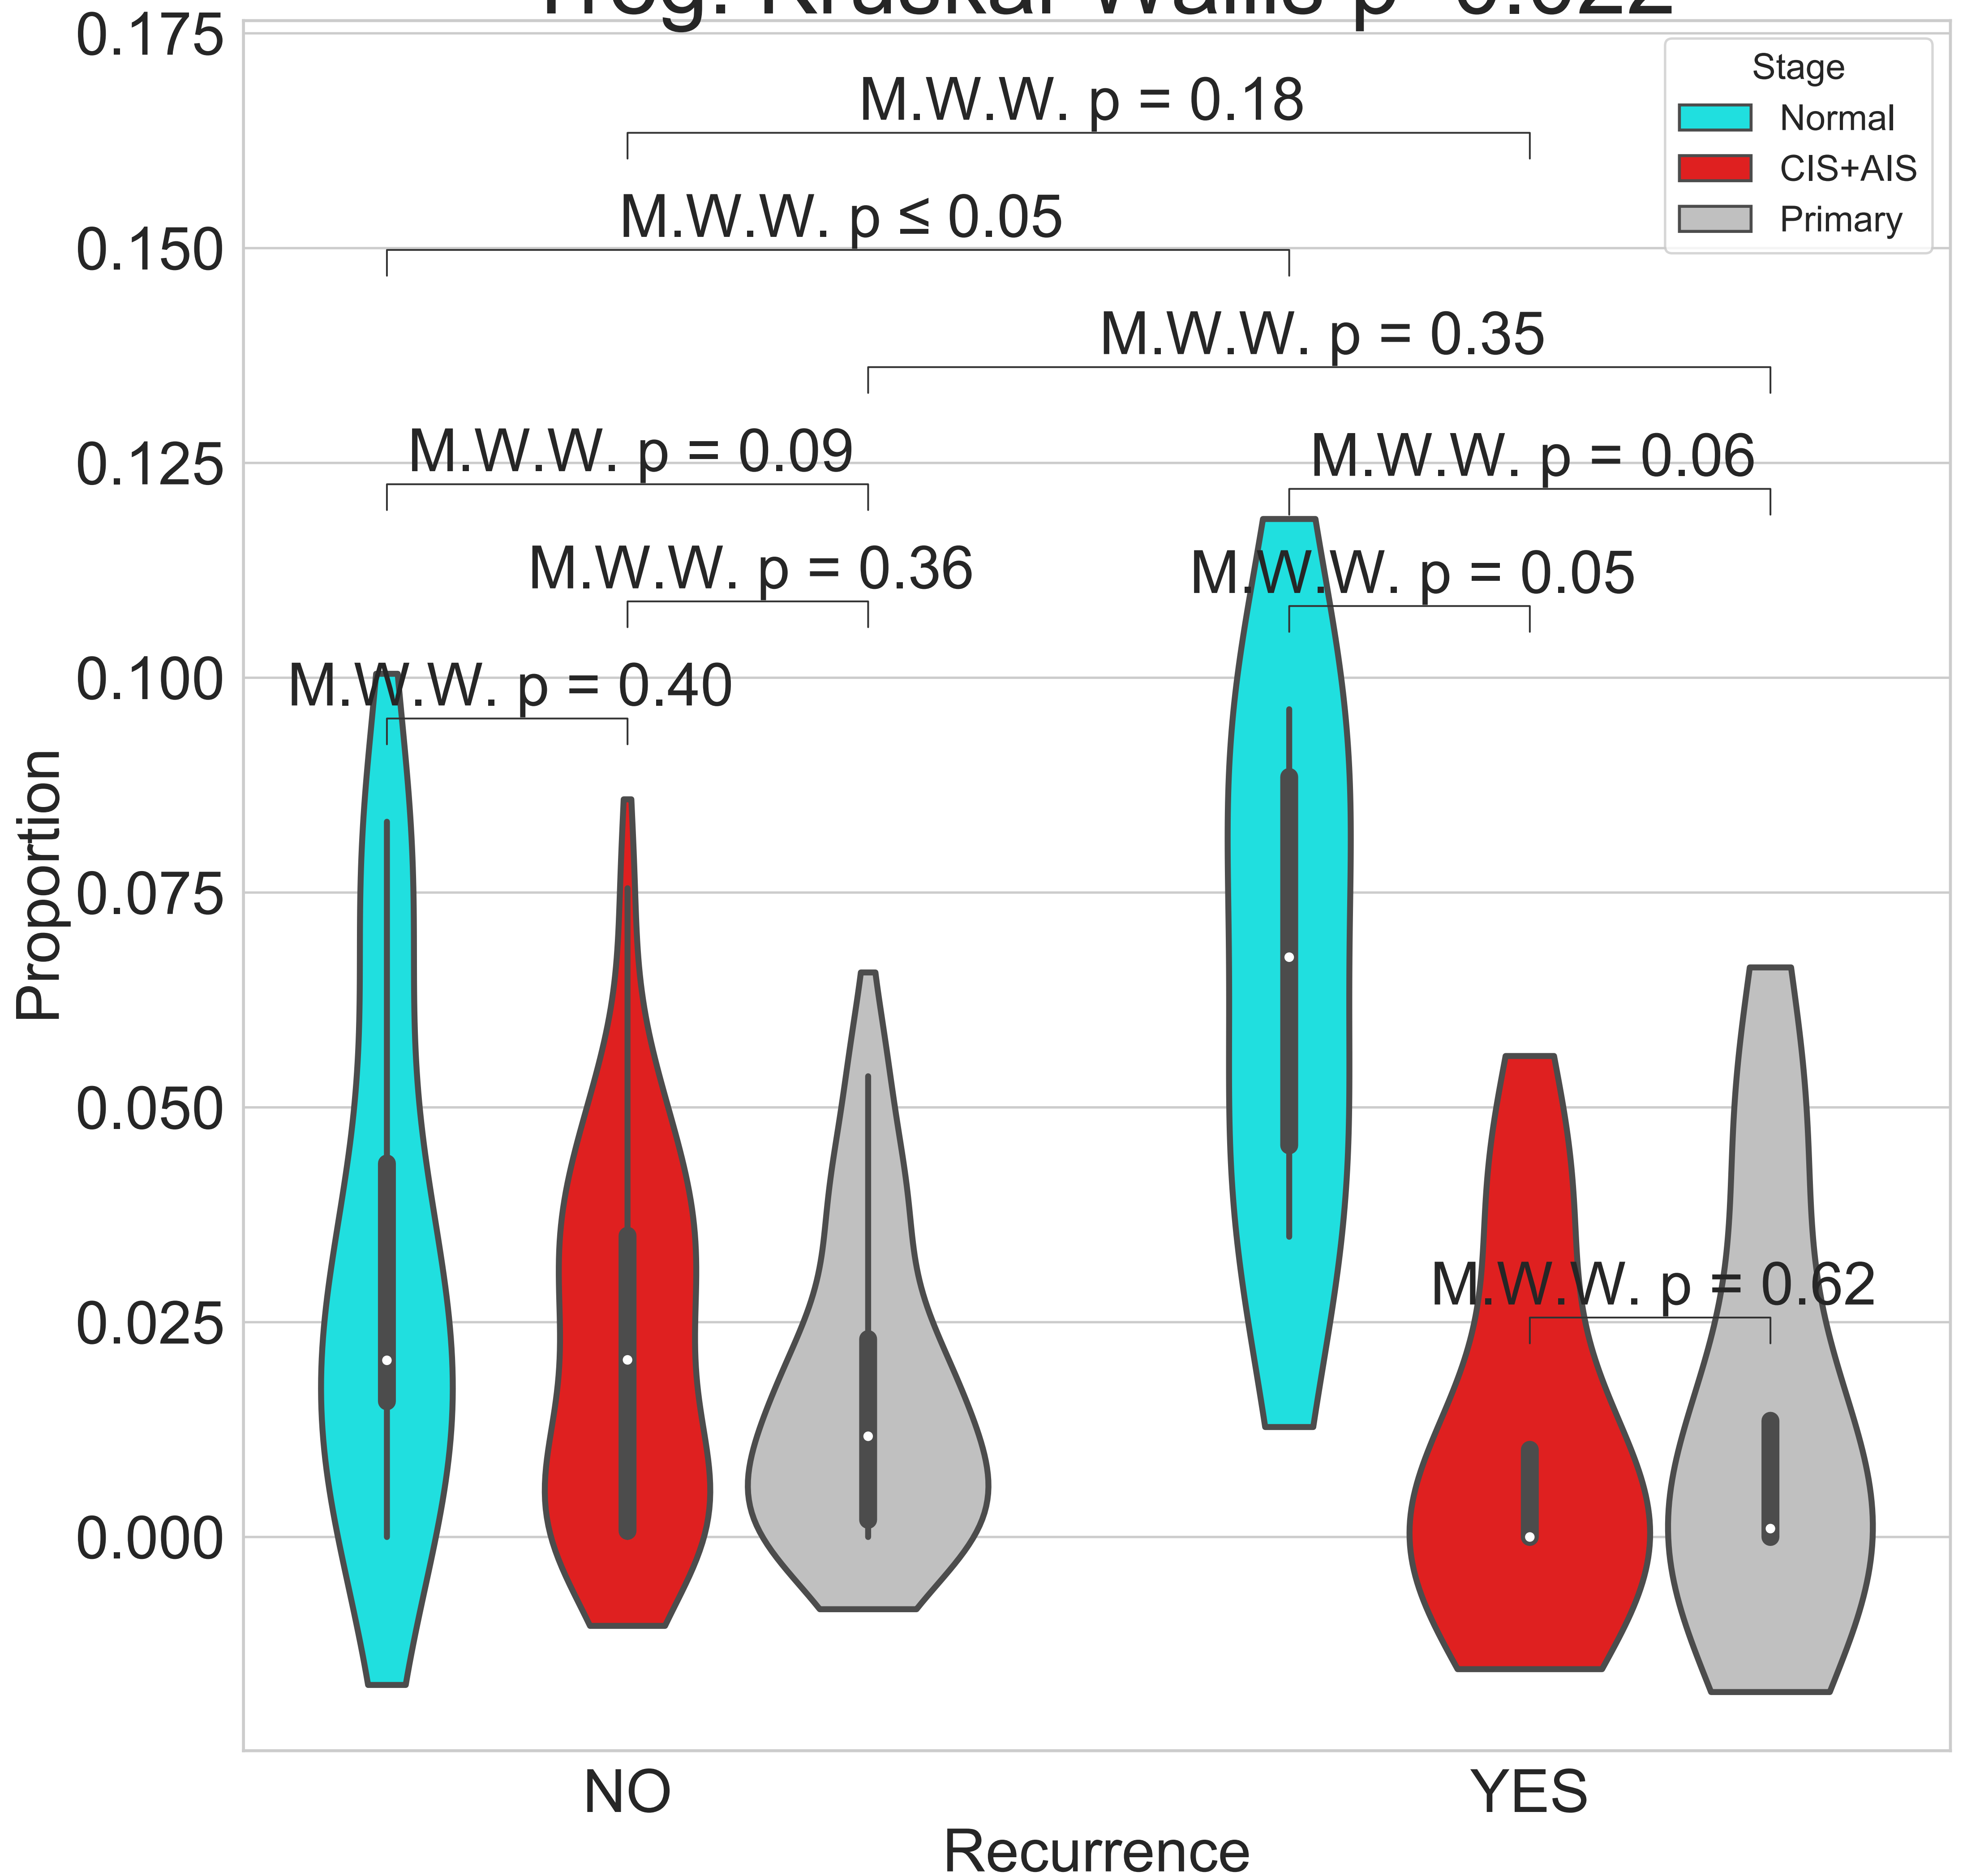 Kruskal-Wallis p
0.175
M.W.W. p = 0.18
Stage
Normal
CIS+AIS
Primary
M.W.W. p ≤ 0.05
0.150
M.W.W. p = 0.35
0.125
M.W.W. p = 0.09
M.W.W. p = 0.06
M.W.W. p = 0.36
M.W.W. p = 0.05
0.100
M.W.W. p = 0.40
Proportion
0.075
0.050
0.025
M.W.W. p = 0.62
0.000
NO
YES
Recurrence